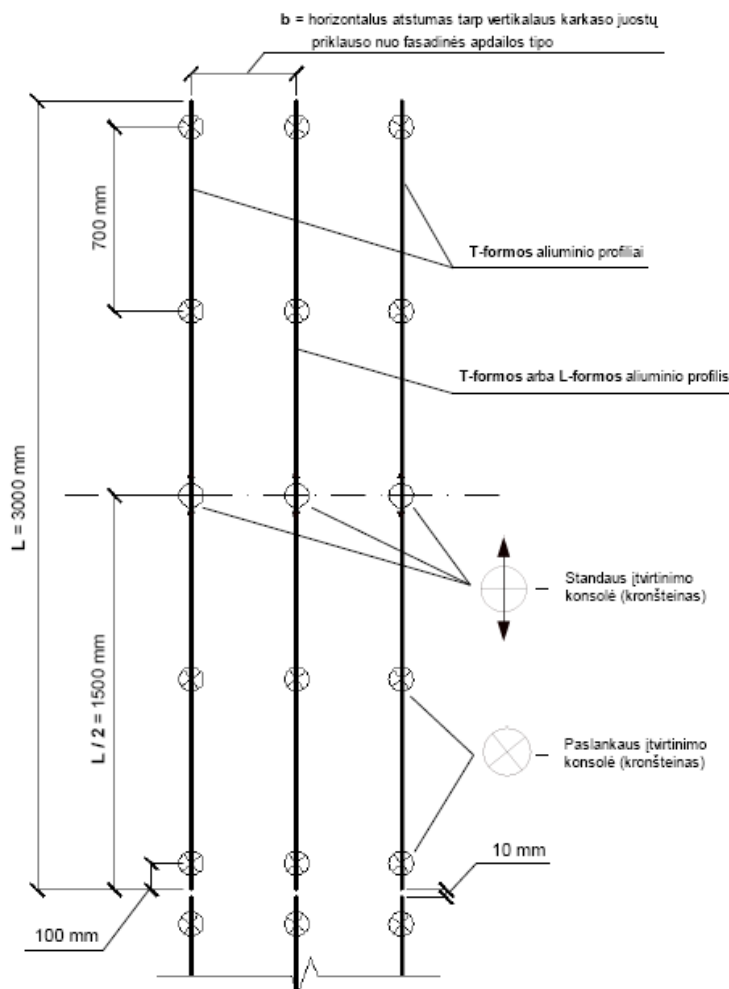 b = horizontalus atstumas tarp vertikalaus karkaso juostų
priklauso nuo fasadinės apdailos tipo
700 mm
T-formos aliuminio profiliai
T-formos arba L-formos aliuminio profilis
L = 3000 mm
Standaus įtvirtinimo
konsolė (kronšteinas)
L / 2 = 1500 mm
Paslankaus įtvirtinimo
konsolė (kronšteinas)
10 mm
100 mm